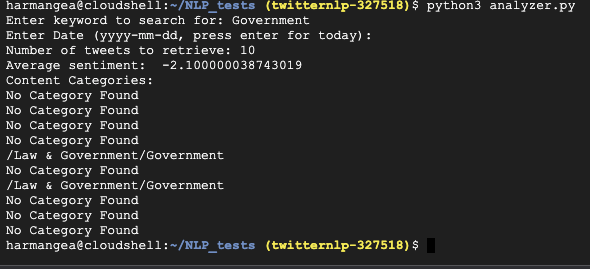 harmangea@cloudshell:~/NLP_tests (twitternlp-327518)$ python3 analyzer.py
Enter keyword to search for: Government
Enter Date (yyyy-mm-dd, press enter for today):
Number of tweets to retrieve: 10
Average sentiment:  -2.100000038743019
Content Categories:
No Category Found
No Category Found
No Category Found
No Category Found
/Law & Government/Government
No Category Found
/Law & Government/Government
No Category Found
No Category Found
No Category Found
harmangea@cloudshell:~/NLP_tests (twitternlp-327518)$